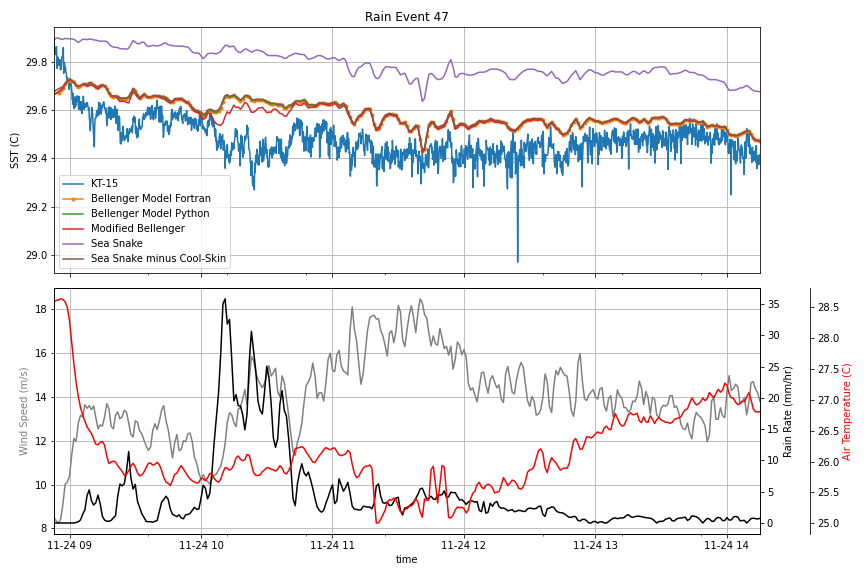 Rain Event 47
SST (C)
29.8
29.6
29.4
29.2
29.0
KT-15
Bellenger Model Fortran
Bellenger Model Python
Modified Bellenger
Sea Snake
Sea Snake minus Cool-Skin
Wind Speed (m/s)
18
16
14
12
10
8
35
30
25
20
15
10
5
0
Rain Rate (mm/hr)
28.5
28.0
27.5
27.0
26.5
26.0
25.5
25.0
Air Temperature (C)
11-24 09
11-24 10
11-24 11
11-24 12
11-24 13
11-24 14
time